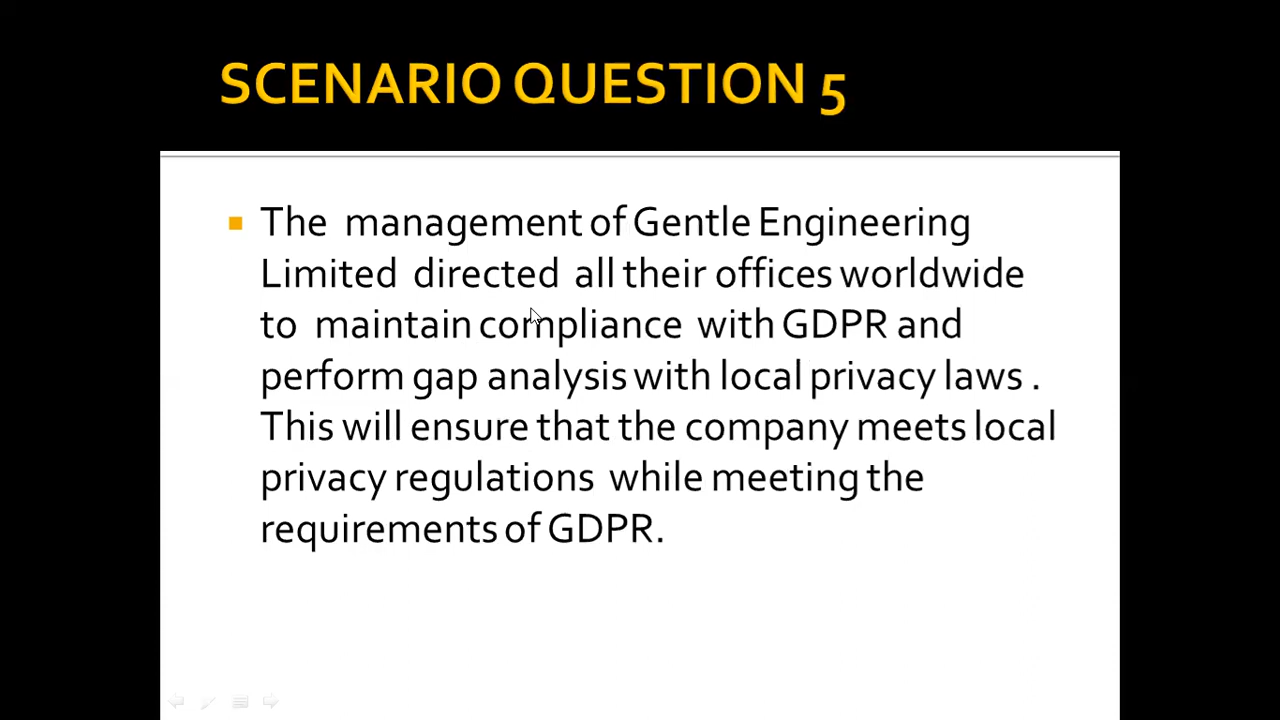 SCENARIO QUESTION 5
The management of Gentle Engineering
Limited directed all their offices worldwide
to maintain compliance with GDPR and
perform gap analysis with local privacy laws .
This will ensure that the company meets local
privacy regulations while meeting the
requirements of GDPR.